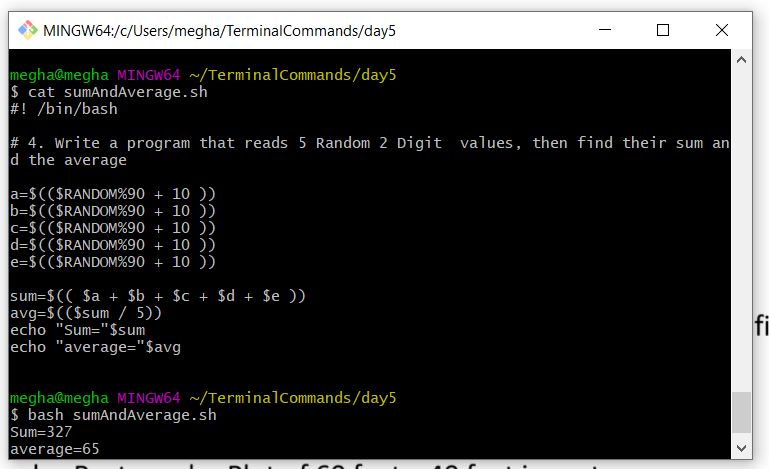 MINGW64:/c/Users/megha/TerminalCommands/day5
megha@megha MINGW64 ~/TerminalCommands/day5
$ cat sumAndAverage.sh
#! /bin/bash
# 4. Write a program that reads 5 Random 2 Digit  values, then find their sum an
d the average
a=$(($RANDOM%90 + 10 ))
b=$(($RANDOM%90 + 10 ))
c=$(($RANDOM%90 + 10 ))
d=$(($RANDOM%90 + 10 ))
e=$(($RANDOM%90 + 10 ))
sum=$(( $a + $b + $c + $d + $e ))
avg=$(($sum / 5))
echo "Sum="$sum
echo "average="$avg
fi
megha@megha MINGW64 ~/TerminalCommands/day5
$ bash sumAndAverage.sh
Sum=327
average=65